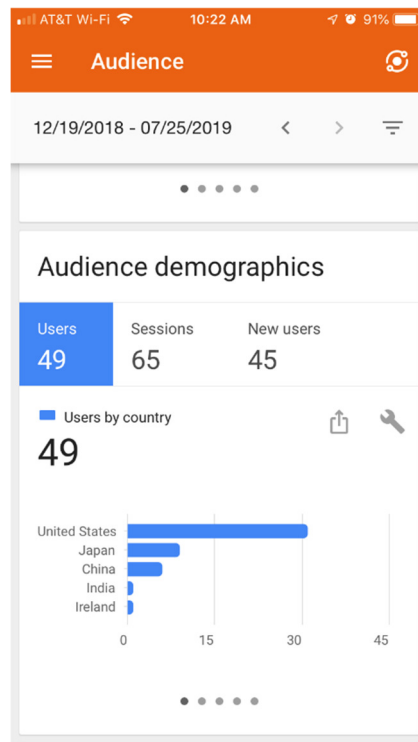 AT&T Wi-Fi 10:22 AM 91%
Audience
12/19/2018 - 07/25/2019
Audience demographics
Users Sessions New users
49 65 45
Users by country
49
United States
Japan
China
India
Ireland
0 15 30 45